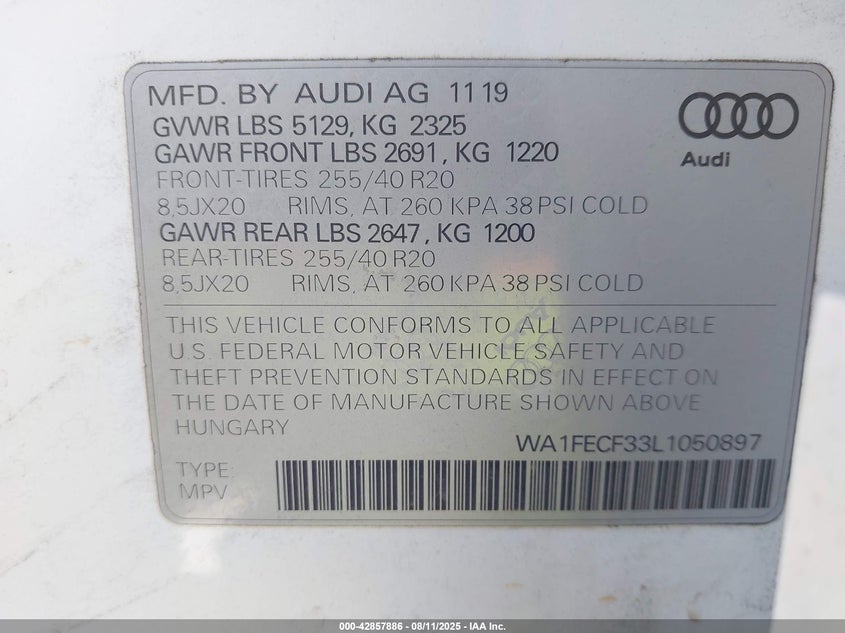 MFD. BY AUDI AG 11 19
GVWR LBS 5129, KG 2325
GAWR FRONT LBS 2691, KG 1220
FRONT-TIRES 255/40 R20
8,5JX20 RIMS, AT 260 KPA 38 PSI COLD
GAWR REAR LBS 2647, KG 1200
REAR-TIRES 255/40 R20
8,5JX20 RIMS, AT 260 KPA 38 PSI COLD
Audi
THIS VEHICLE CONFORMS TO ALL APPLICABLE
U.S. FEDERAL MOTOR VEHICLE SAFETY AND
THEFT PREVENTION STANDARDS IN EFFECT ON
THE DATE OF MANUFACTURE SHOWN ABOVE
HUNGARY
WA1FECF33L1050897
TYPE:
MPV
000-42857886 - 08/11/2025 - IAA Inc.